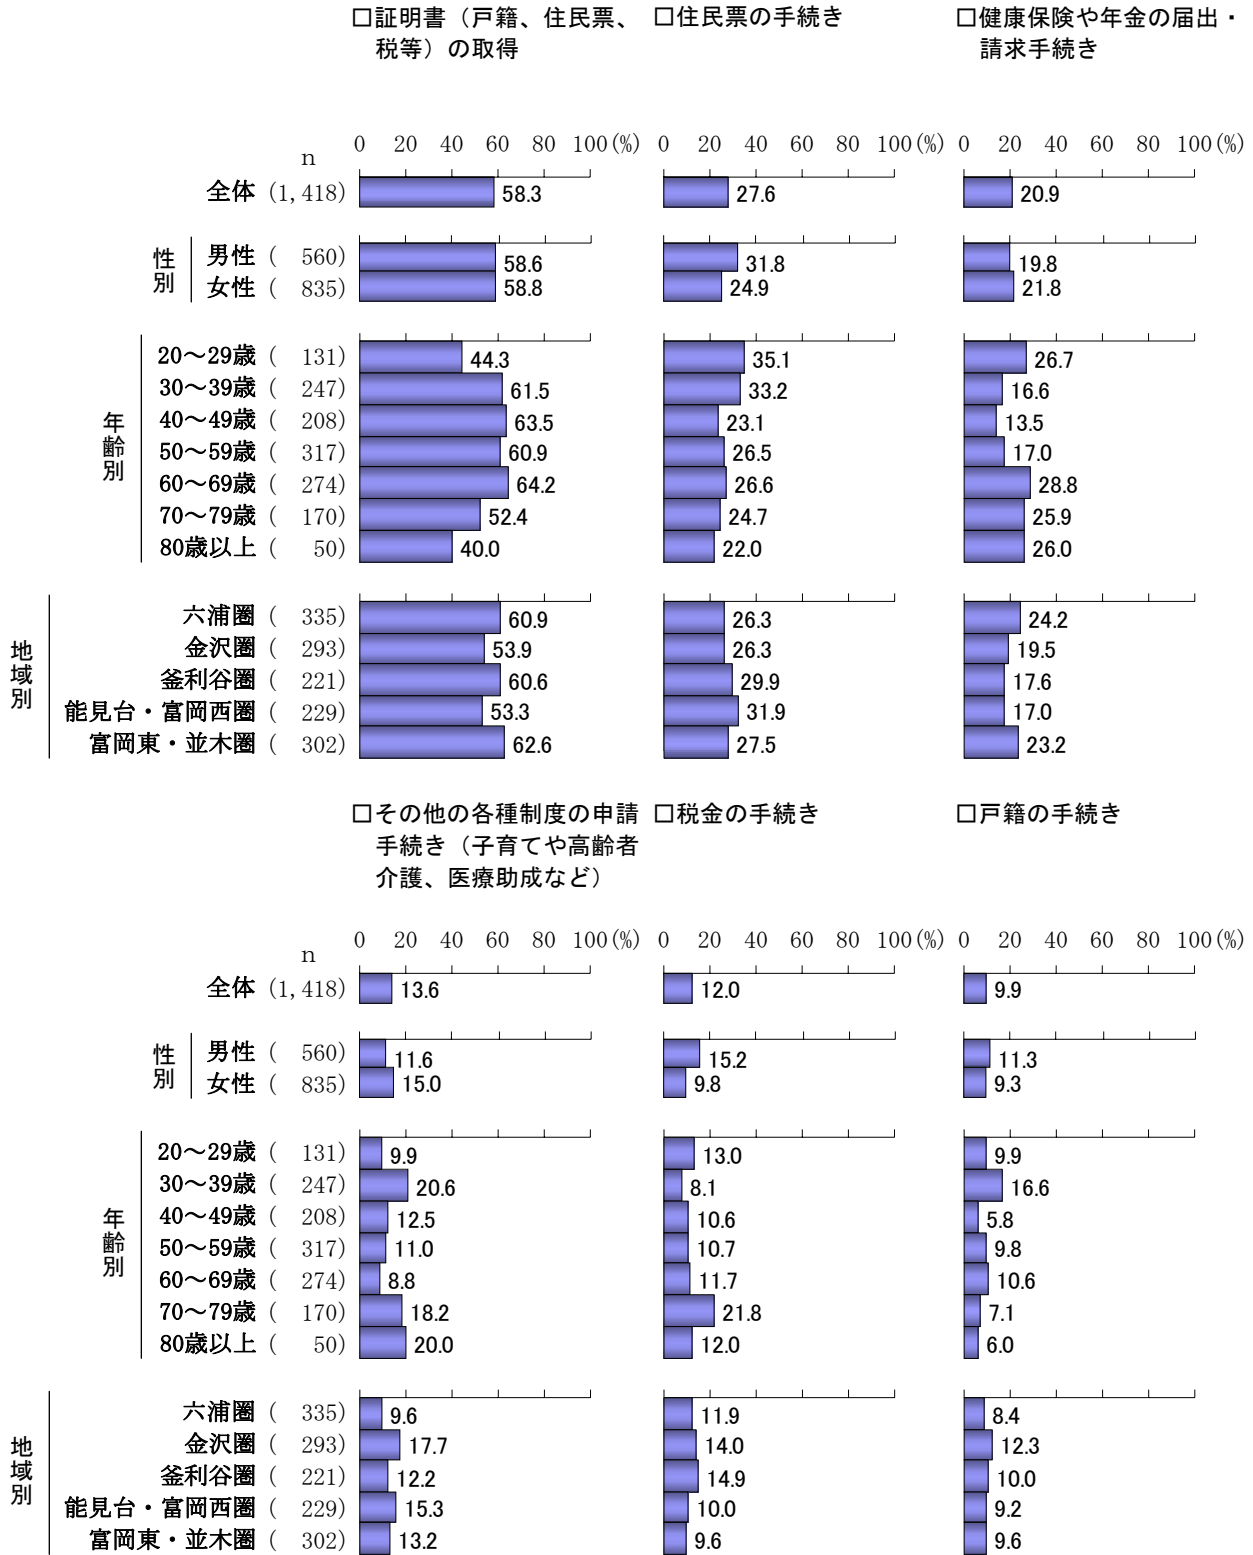 □証明書（戸籍、住民票、 □住民票の手続き □健康保険や年金の届出・
税等）の取得 請求手続き
0 20 40 60 80 100(%) 0 20 40 60 80 100(%) 0 20 40 60 80 100(%)
n
全体 (1,418) 58.3 27.6 20.9
性別
男性 ( 560) 58.6 31.8 19.8
女性 ( 835) 58.8 24.9 21.8
年齢別
20～29歳 ( 131) 44.3 35.1 26.7
30～39歳 ( 247) 61.5 33.2 16.6
40～49歳 ( 208) 63.5 23.1 13.5
50～59歳 ( 317) 60.9 26.5 17.0
60～69歳 ( 274) 64.2 26.6 28.8
70～79歳 ( 170) 52.4 24.7 25.9
80歳以上 ( 50) 40.0 22.0 26.0
地域別
六浦圏 ( 335) 60.9 26.3 24.2
金沢圏 ( 293) 53.9 26.3 19.5
釜利谷圏 ( 221) 60.6 29.9 17.6
能見台・富岡西圏 ( 229) 53.3 31.9 17.0
富岡東・並木圏 ( 302) 62.6 27.5 23.2
□その他の各種制度の申請 □税金の手続き □戸籍の手続き
手続き（子育てや高齢者
介護、医療助成など）
0 20 40 60 80 100(%) 0 20 40 60 80 100(%) 0 20 40 60 80 100(%)
n
全体 (1,418) 13.6 12.0 9.9
性別
男性 ( 560) 11.6 15.2 11.3
女性 ( 835) 15.0 9.8 9.3
年齢別
20～29歳 ( 131) 9.9 13.0 9.9
30～39歳 ( 247) 20.6 8.1 16.6
40～49歳 ( 208) 12.5 10.6 5.8
50～59歳 ( 317) 11.0 10.7 9.8
60～69歳 ( 274) 8.8 11.7 10.6
70～79歳 ( 170) 18.2 21.8 7.1
80歳以上 ( 50) 20.0 12.0 6.0
地域別
六浦圏 ( 335) 9.6 11.9 8.4
金沢圏 ( 293) 17.7 14.0 12.3
釜利谷圏 ( 221) 12.2 14.9 10.0
能見台・富岡西圏 ( 229) 15.3 10.0 9.2
富岡東・並木圏 ( 302) 13.2 9.6 9.6